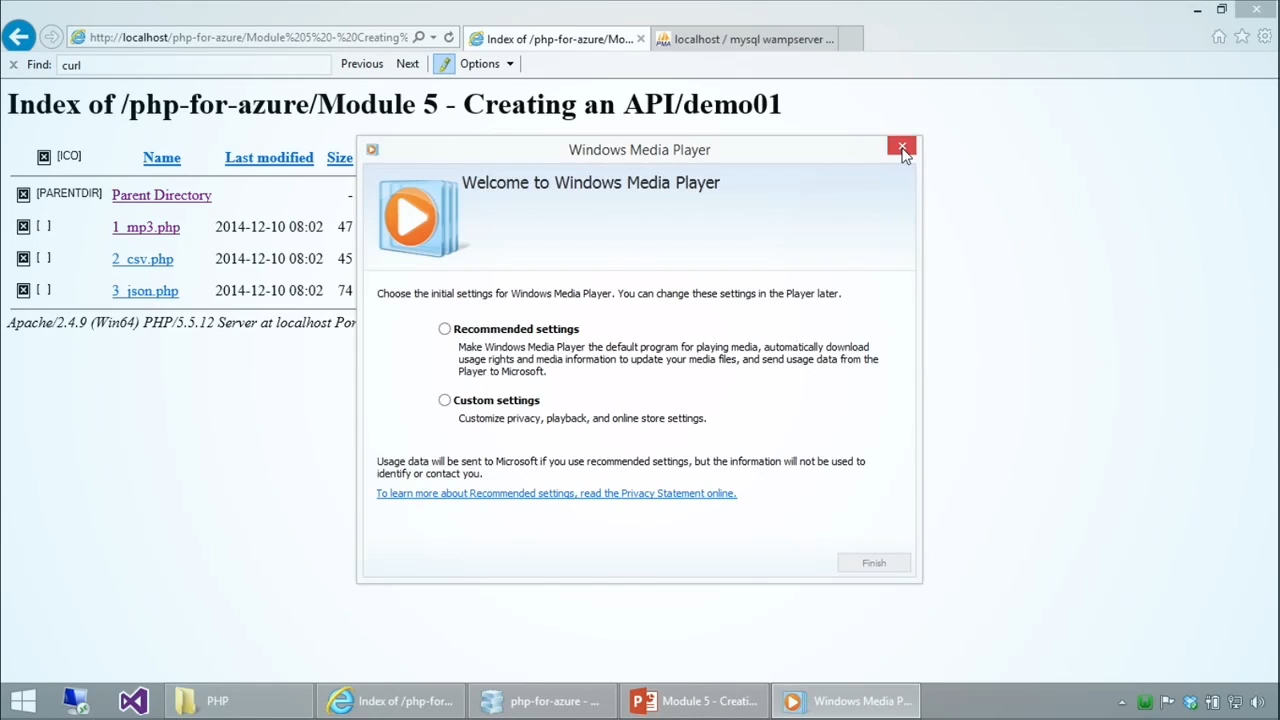 http://localhost/php-for-azure/Module%205%20-%20Creating%
Index of /php-for-azure/Mo...
localhost / mysql wampserver ...
Find: curl Previous Next Options
Index of /php-for-azure/Module 5 - Creating an API/demo01
[ICO] Name Last modified Size
[PARENTDIR] Parent Directory -
[ ] 1_mp3.php 2014-12-10 08:02 47
[ ] 2_csv.php 2014-12-10 08:02 45
[ ] 3_json.php 2014-12-10 08:02 74
Apache/2.4.9 (Win64) PHP/5.5.12 Server at localhost Por
Windows Media Player
Welcome to Windows Media Player
Choose the initial settings for Windows Media Player. You can change these settings in the Player later.
Recommended settings
Make Windows Media Player the default program for playing media, automatically download
usage rights and media information to update your media files, and send usage data from the
Player to Microsoft.
Custom settings
Customize privacy, playback, and online store settings.
Usage data will be sent to Microsoft if you use recommended settings, but the information will not be used to
identify or contact you.
To learn more about Recommended settings, read the Privacy Statement online.
Finish
PHP
Index of /php-for-...
php-for-azure - ...
Module 5 - Creati...
Windows Media P...